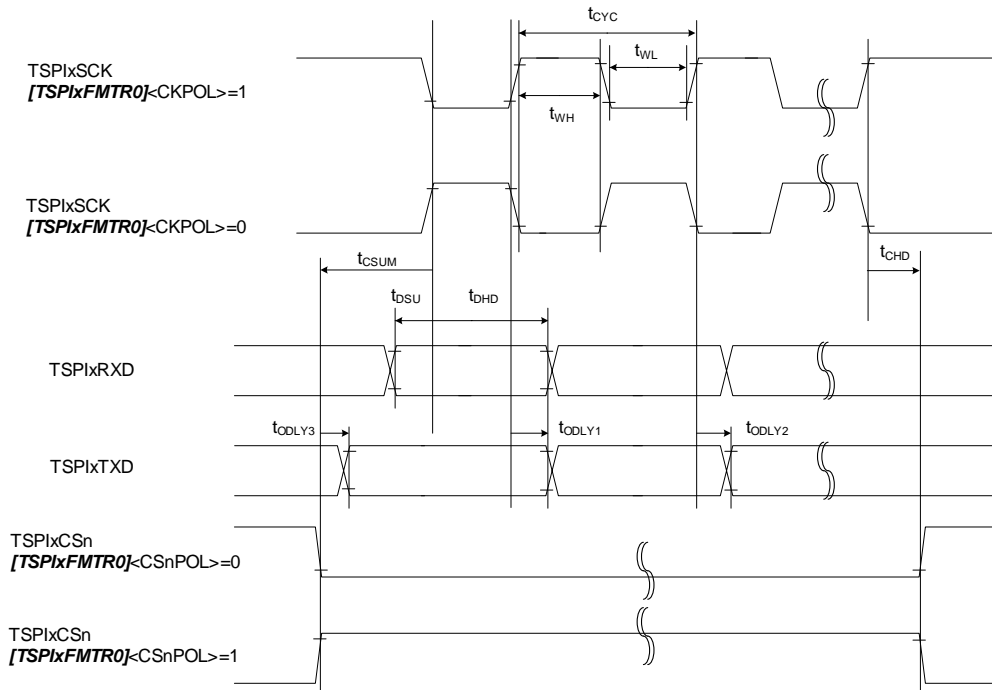 tCYC
tWL
TSPIxSCK
[TSPIxFMTR0]<CKPOL>=1
tWH
TSPIxSCK
[TSPIxFMTR0]<CKPOL>=0
tCSUM
tCHD
tDSU
tDHD
TSPIxRXD
tODLY3
tODLY1
tODLY2
TSPIxTXD
TSPIxCSn
[TSPIxFMTR0]<CSnPOL>=0
TSPIxCSn
[TSPIxFMTR0]<CSnPOL>=1